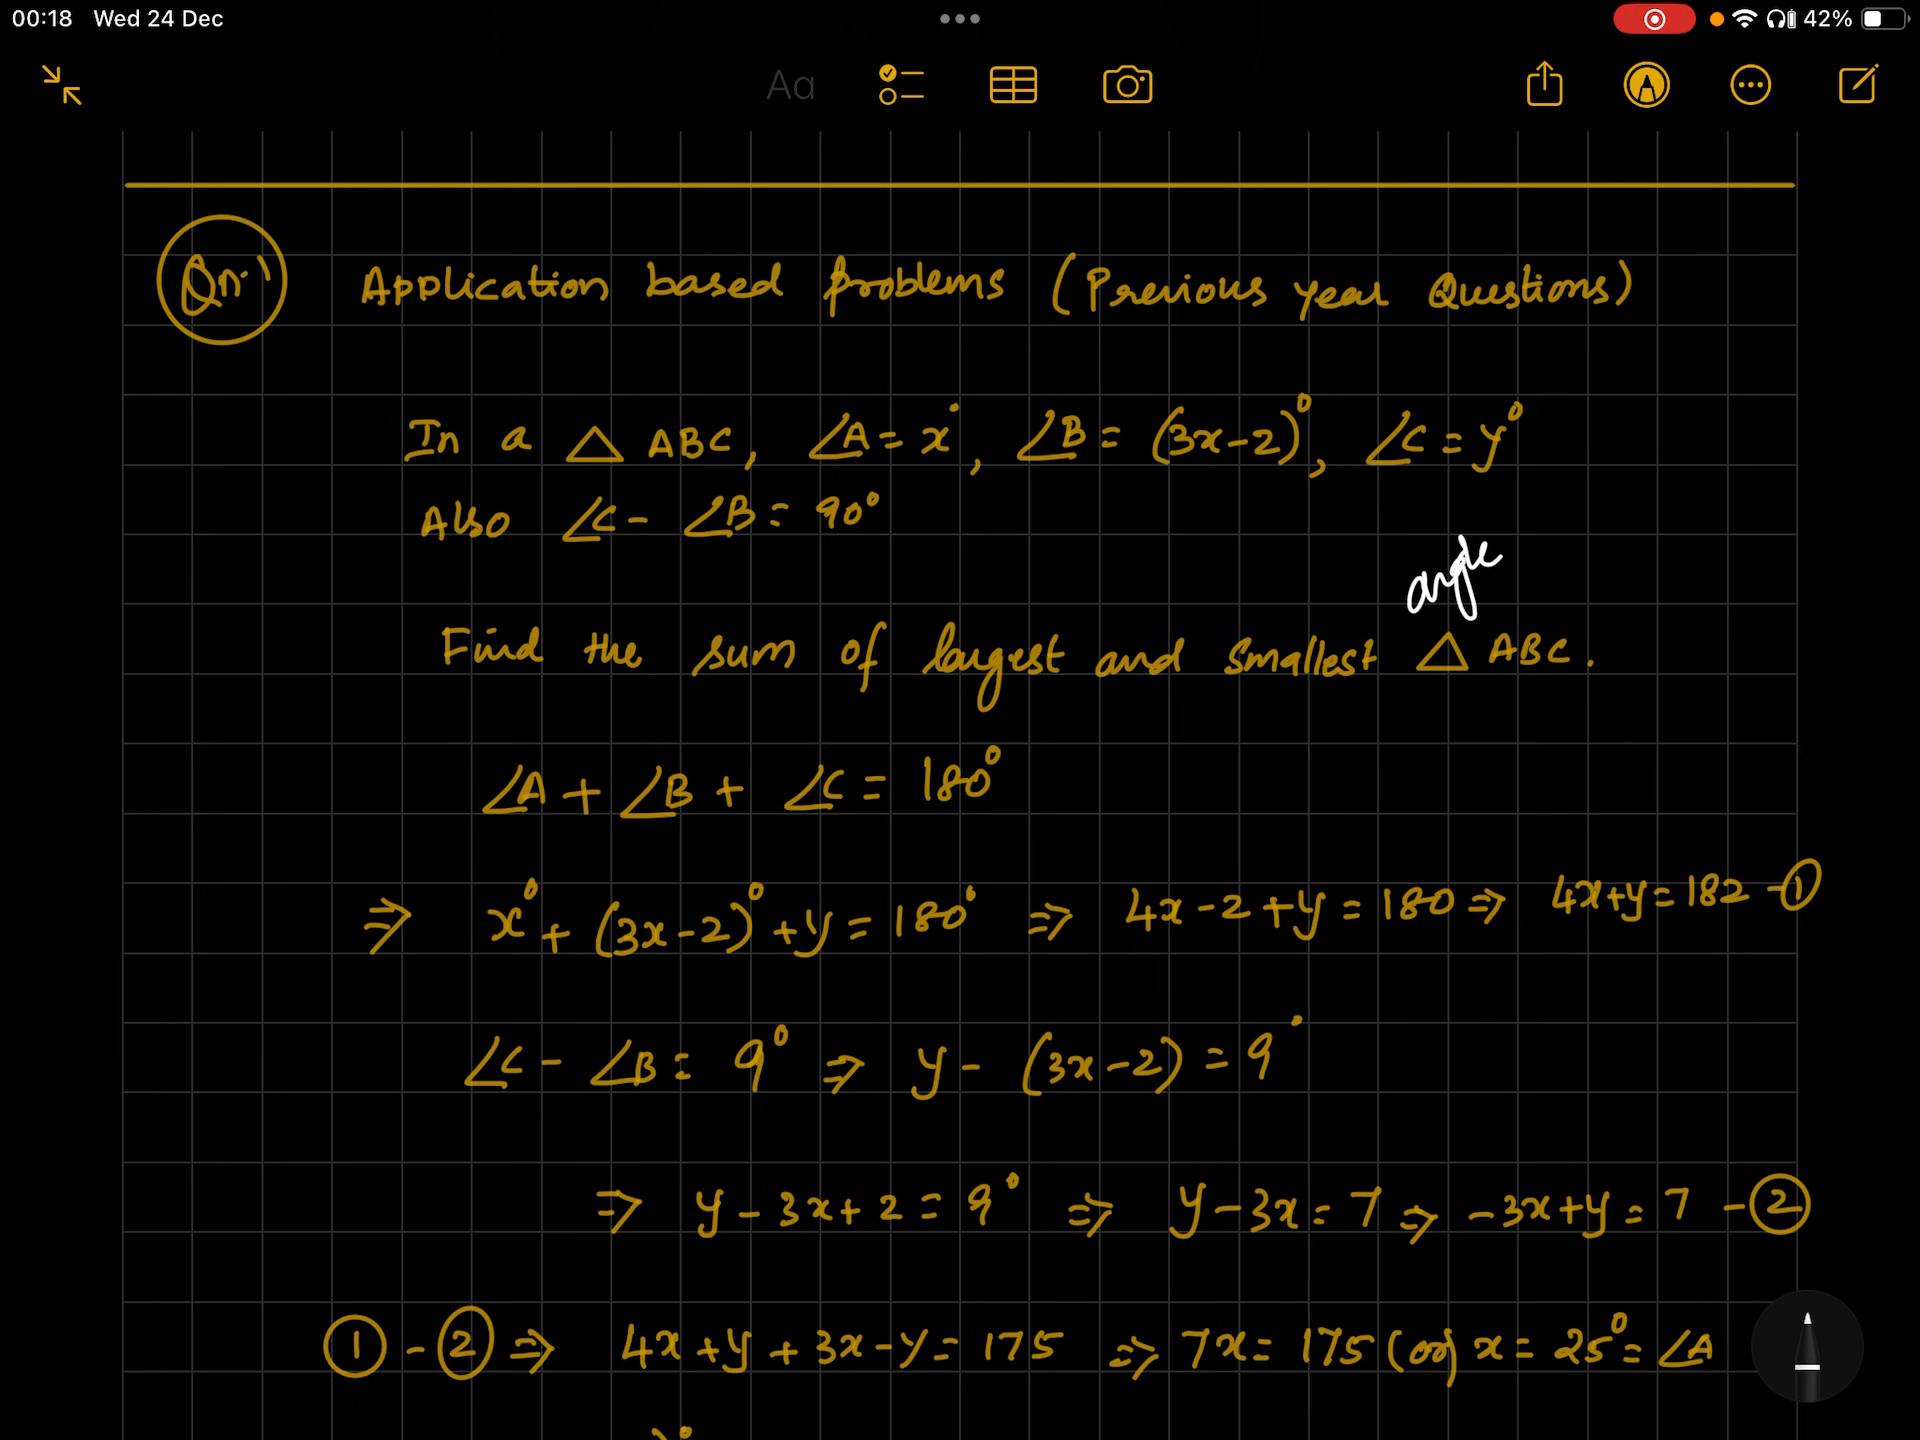 00:18 Wed 24 Dec 42%
Aa
Qn-1 Application based problems (Previous year Questions)
In a △ ABC, ∠A = x°, ∠B = (3x-2)°, ∠C = y°
Also ∠C - ∠B = 90°
angle
Find the sum of largest and smallest △ ABC.
∠A + ∠B + ∠C = 180°
⇒ x° + (3x-2)° + y = 180° ⇒ 4x-2+y = 180 ⇒ 4x+y = 182 -①
∠C - ∠B = 9° ⇒ y - (3x-2) = 9°
⇒ y - 3x + 2 = 9° ⇒ y-3x = 7 ⇒ -3x+y = 7 -②
① - ② ⇒ 4x+y+3x-y = 175 ⇒ 7x = 175 (or) x = 25° = ∠A